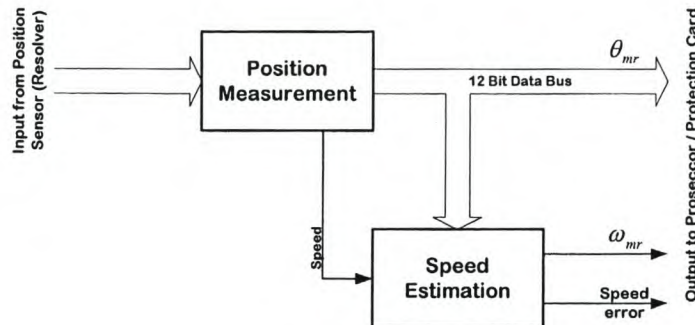 Input from Position
Sensor (Resolver)
Position
Measurement
θmr
12 Bit Data Bus
Speed
Speed
Estimation
ωmr
Speed
error
Output to Proseccor / Protection Card